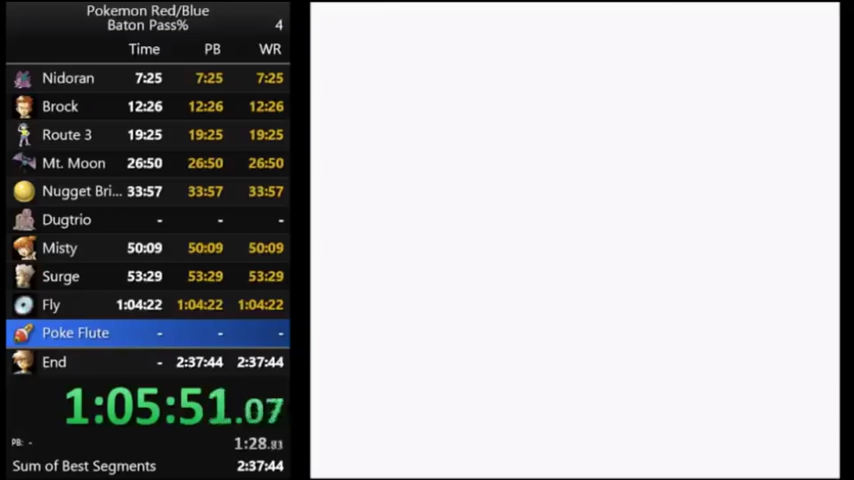 Pokemon Red/Blue
Baton Pass% 4
Time PB WR
Nidoran 7:25 7:25 7:25
Brock 12:26 12:26 12:26
Route 3 19:25 19:25 19:25
Mt. Moon 26:50 26:50 26:50
Nugget Bri... 33:57 33:57 33:57
Dugtrio - - -
Misty 50:09 50:09 50:09
Surge 53:29 53:29 53:29
Fly 1:04:22 1:04:22 1:04:22
Poke Flute - - -
End - 2:37:44 2:37:44
1:05:51.07
PB: - 1:28.83
Sum of Best Segments 2:37:44